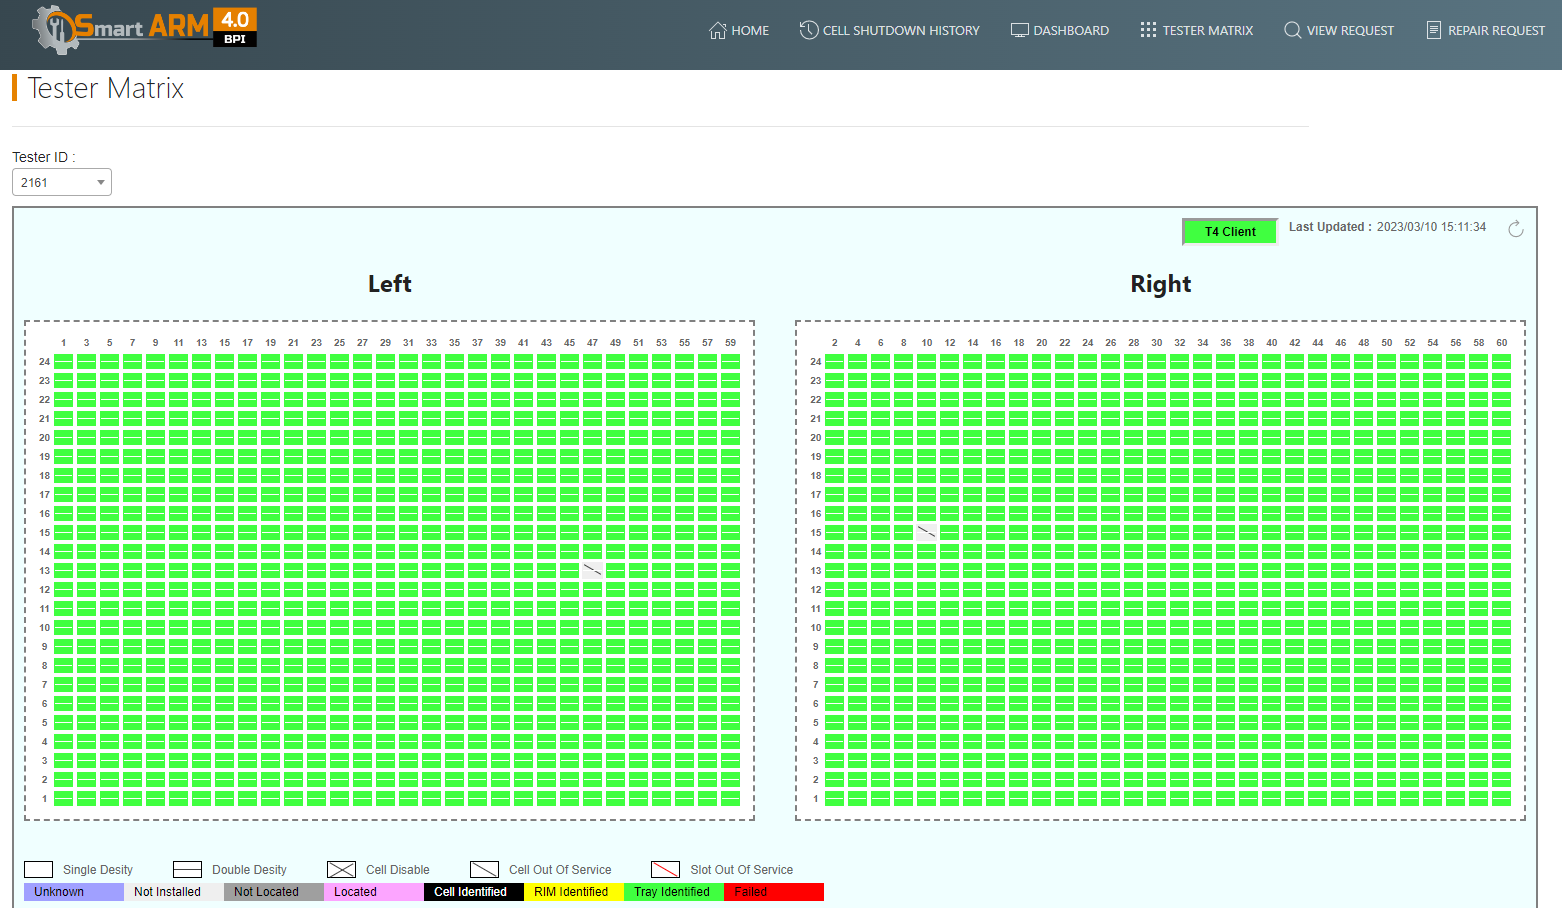 Smart ARM 4.0 BPI
HOME CELL SHUTDOWN HISTORY DASHBOARD TESTER MATRIX VIEW REQUEST REPAIR REQUEST
Tester Matrix
Tester ID :
2161
T4 Client Last Updated : 2023/03/10 15:11:34
Left Right
1 3 5 7 9 11 13 15 17 19 21 23 25 27 29 31 33 35 37 39 41 43 45 47 49 51 53 55 57 59 2 4 6 8 10 12 14 16 18 20 22 24 26 28 30 32 34 36 38 40 42 44 46 48 50 52 54 56 58 60
24 24
23 23
22 22
21 21
20 20
19 19
18 18
17 17
16 16
15 15
14 14
13 13
12 12
11 11
10 10
9 9
8 8
7 7
6 6
5 5
4 4
3 3
2 2
1 1
Single Desity Double Desity Cell Disable Cell Out Of Service Slot Out Of Service
Unknown Not Installed Not Located Located Cell Identified RIM Identified Tray Identified Failed